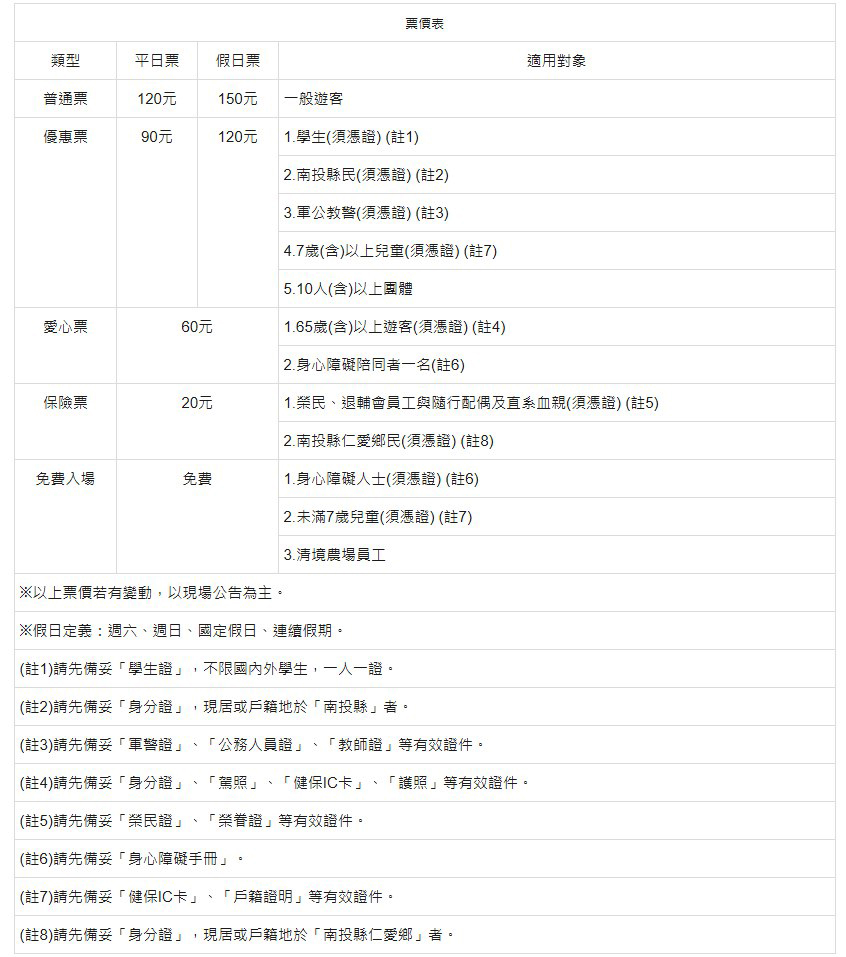 票價表
類型 平日票 假日票 適用對象
普通票 120元 150元 一般遊客
優惠票 90元 120元 1.學生(須憑證) (註1)
2.南投縣民(須憑證) (註2)
3.軍公教警(須憑證) (註3)
4.7歲(含)以上兒童(須憑證) (註7)
5.10人(含)以上團體
愛心票 60元 1.65歲(含)以上遊客(須憑證) (註4)
2.身心障礙陪同者一名(註6)
保險票 20元 1.榮民、退輔會員工與隨行配偶及直系血親(須憑證) (註5)
2.南投縣仁愛鄉民(須憑證) (註8)
免費入場 免費 1.身心障礙人士(須憑證) (註6)
2.未滿7歲兒童(須憑證) (註7)
3.清境農場員工
※以上票價若有變動，以現場公告為主。
※假日定義：週六、週日、國定假日、連續假期。
(註1)請先備妥「學生證」，不限國內外學生，一人一證。
(註2)請先備妥「身分證」，現居或戶籍地於「南投縣」者。
(註3)請先備妥「軍警證」、「公務人員證」、「教師證」等有效證件。
(註4)請先備妥「身分證」、「駕照」、「健保IC卡」、「護照」等有效證件。
(註5)請先備妥「榮民證」、「榮眷證」等有效證件。
(註6)請先備妥「身心障礙手冊」。
(註7)請先備妥「健保IC卡」、「戶籍證明」等有效證件。
(註8)請先備妥「身分證」，現居或戶籍地於「南投縣仁愛鄉」者。